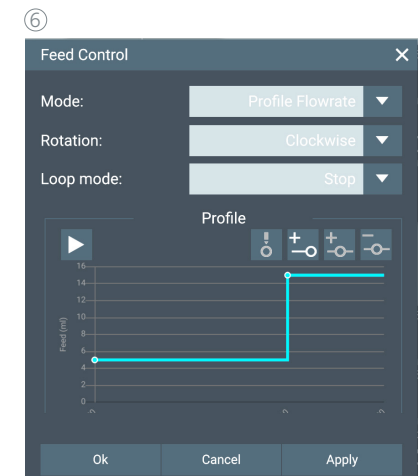 ⑥
Feed Control
Mode: Profile Flowrate
Rotation: Clockwise
Loop mode: Stop
Profile
16
14
12
10
8
6
4
2
0
Feed (ml)
Ok Cancel Apply